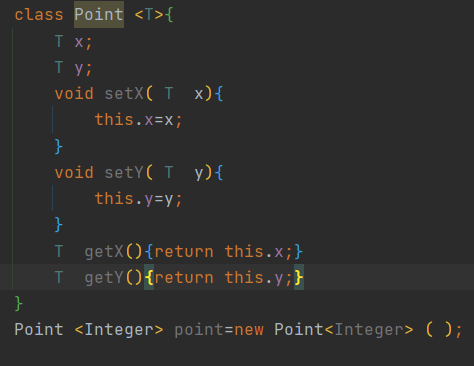 class Point <T>{
    T x;
    T y;
    void setX( T  x){
        this.x=x;
    }
    void setY( T  y){
        this.y=y;
    }
    T  getX(){return this.x;}
    T  getY(){return this.y;}
}
Point <Integer> point=new Point<Integer> ( );